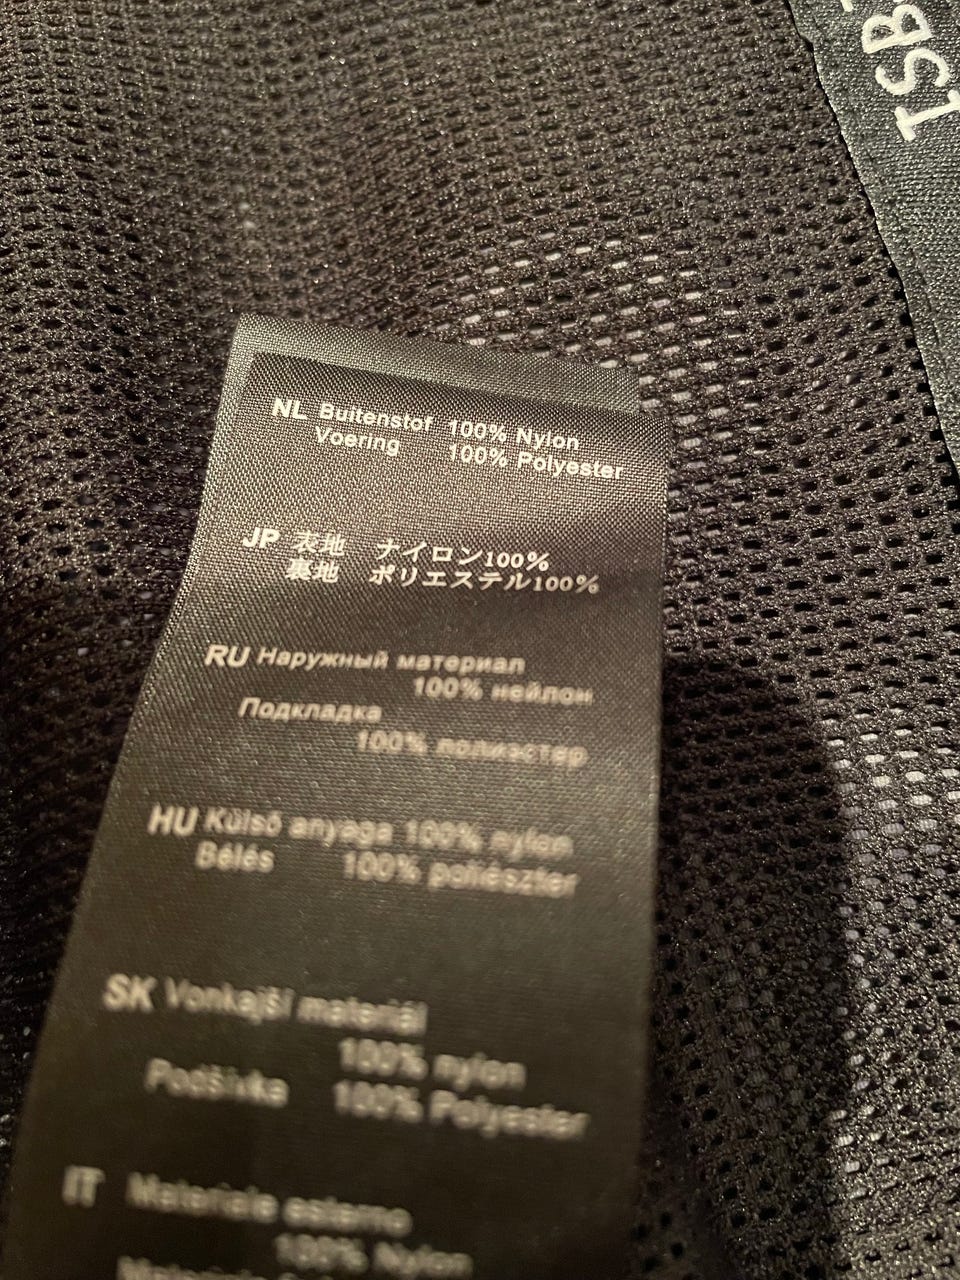 ISB
NL Buitenstof 100% Nylon
Voering 100% Polyester
JP 表地 ナイロン100%
裏地 ポリエステル100%
RU Наружный материал
100% нейлон
Подкладка
100% полиэстер
HU Külső anyaga 100% nylon
Bélés 100% poliészter
SK Vonkajší materiál
100% nylon
Podšívka 100% Polyester
IT Materiale esterno
100% Nylon